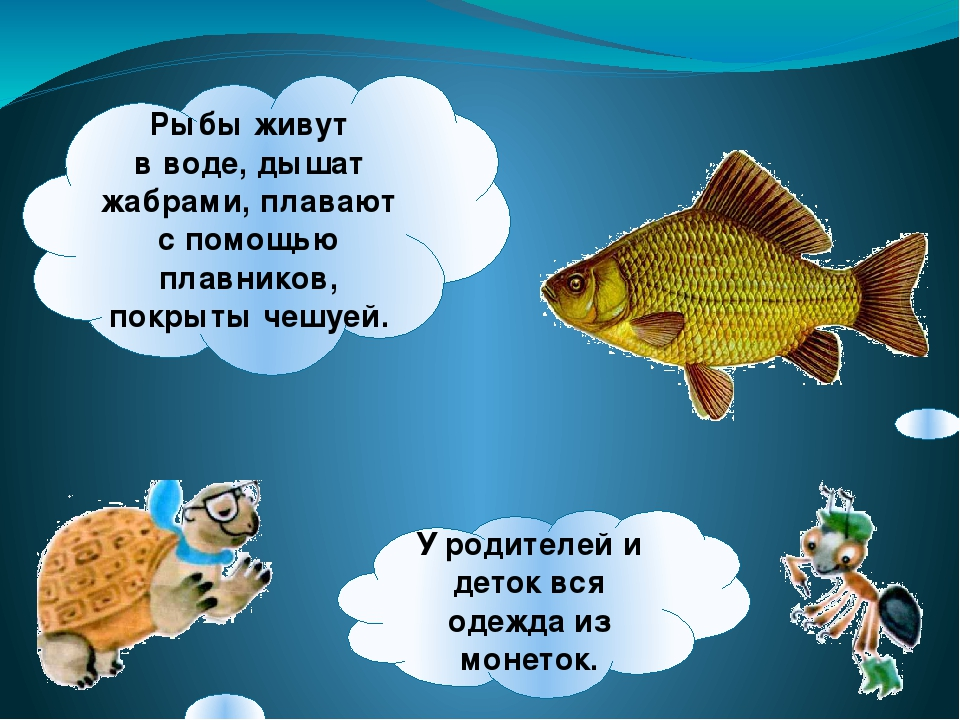 Рыбы живут
в воде, дышат
жабрами, плавают
с помощью
плавников,
покрыты чешуей.
У родителей и
деток вся
одежда из
монеток.